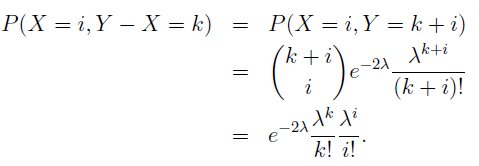 P(X = i, Y − X = k) = P(X = i, Y = k + i)
= \binom{k+i}{i} e^{-2λ} \frac{λ^{k+i}}{(k+i)!}
= e^{-2λ} \frac{λ^k}{k!} \frac{λ^i}{i!}.